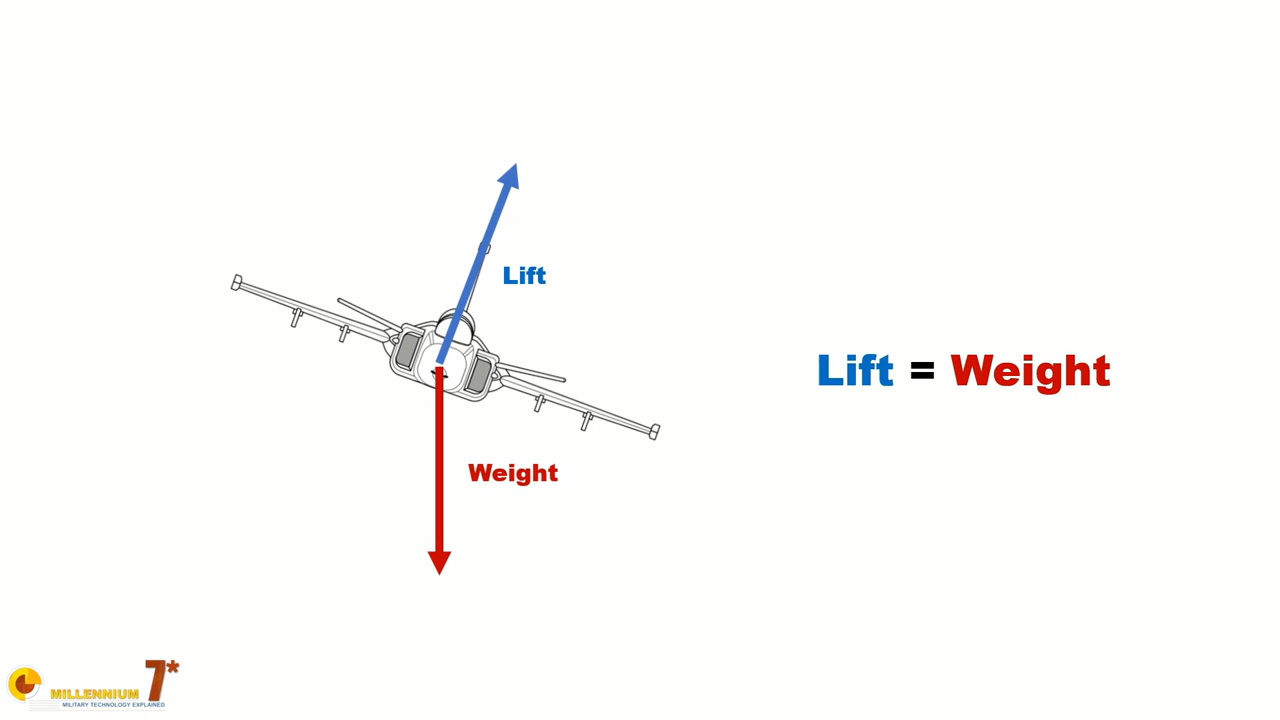 Lift
Lift = Weight
Weight
7*
MILLENNIUM
MILITARY TECHNOLOGY EXPLAINED